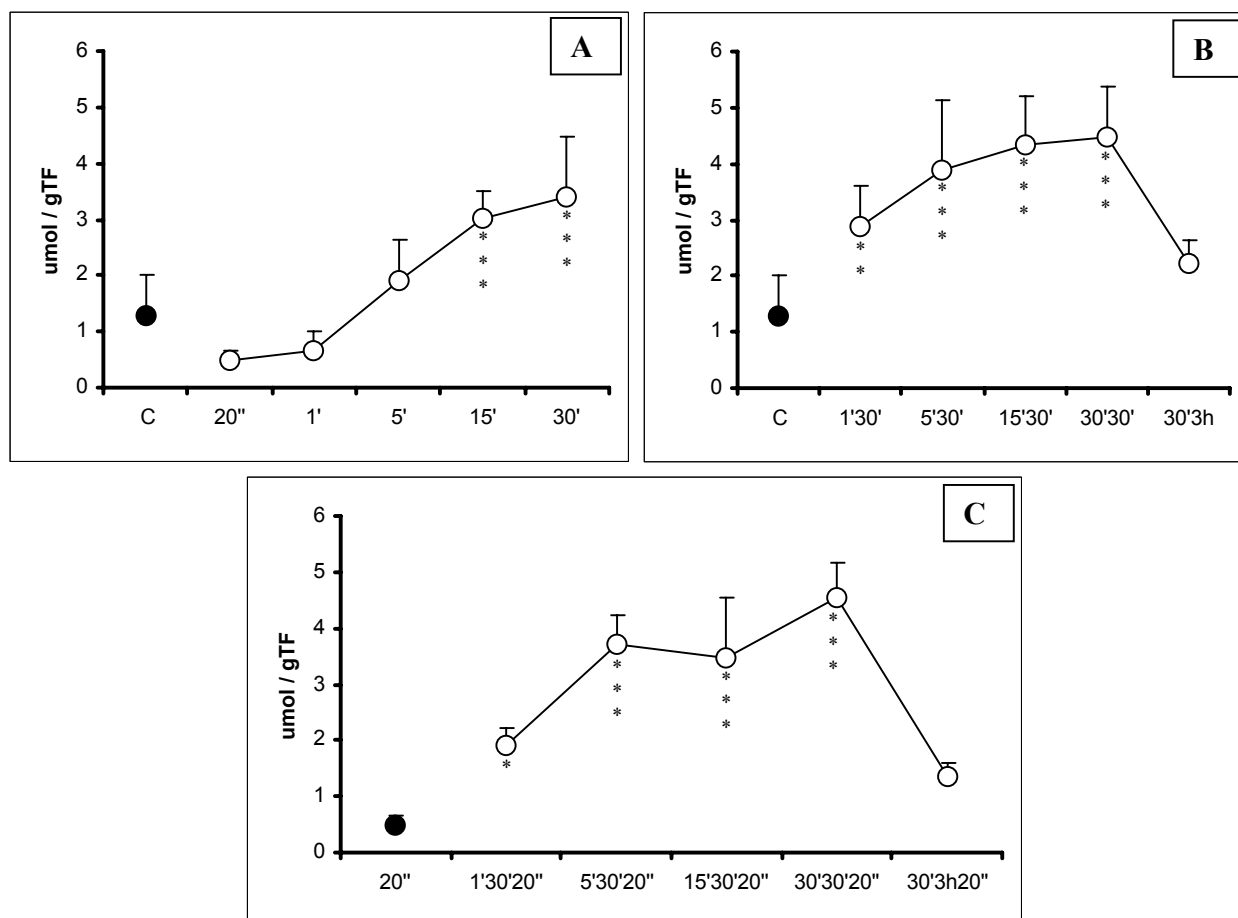 A
6
5
4
3
2
1
0
umol / gTF
* * *
* * *
C 20" 1' 5' 15' 30'
B
6
5
4
3
2
1
0
umol / gTF
* *
* * *
* * *
* * *
C 1'30' 5'30' 15'30' 30'30' 30'3h
C
6
5
4
3
2
1
0
umol / gTF
*
* * *
* * *
* * *
20" 1'30'20" 5'30'20" 15'30'20" 30'30'20" 30'3h20"